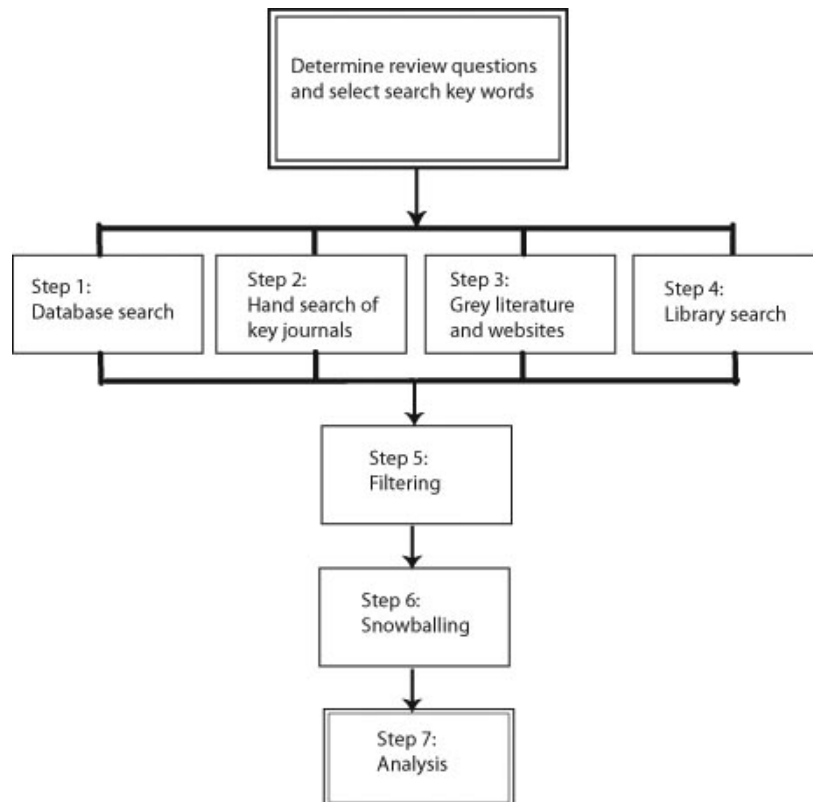 Determine review questions
and select search key words
Step 1:
Database search
Step 2:
Hand search of
key journals
Step 3:
Grey literature
and websites
Step 4:
Library search
Step 5:
Filtering
Step 6:
Snowballing
Step 7:
Analysis